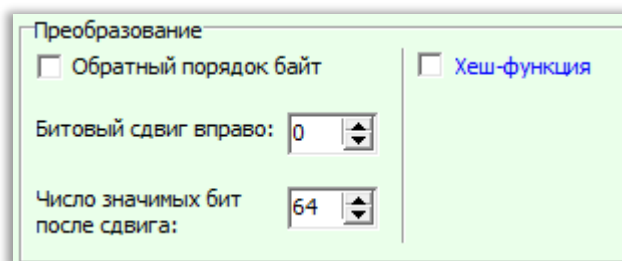 Преобразование
Обратный порядок байт
Хеш-функция
Битовый сдвиг вправо: 0
Число значимых бит
после сдвига:
64